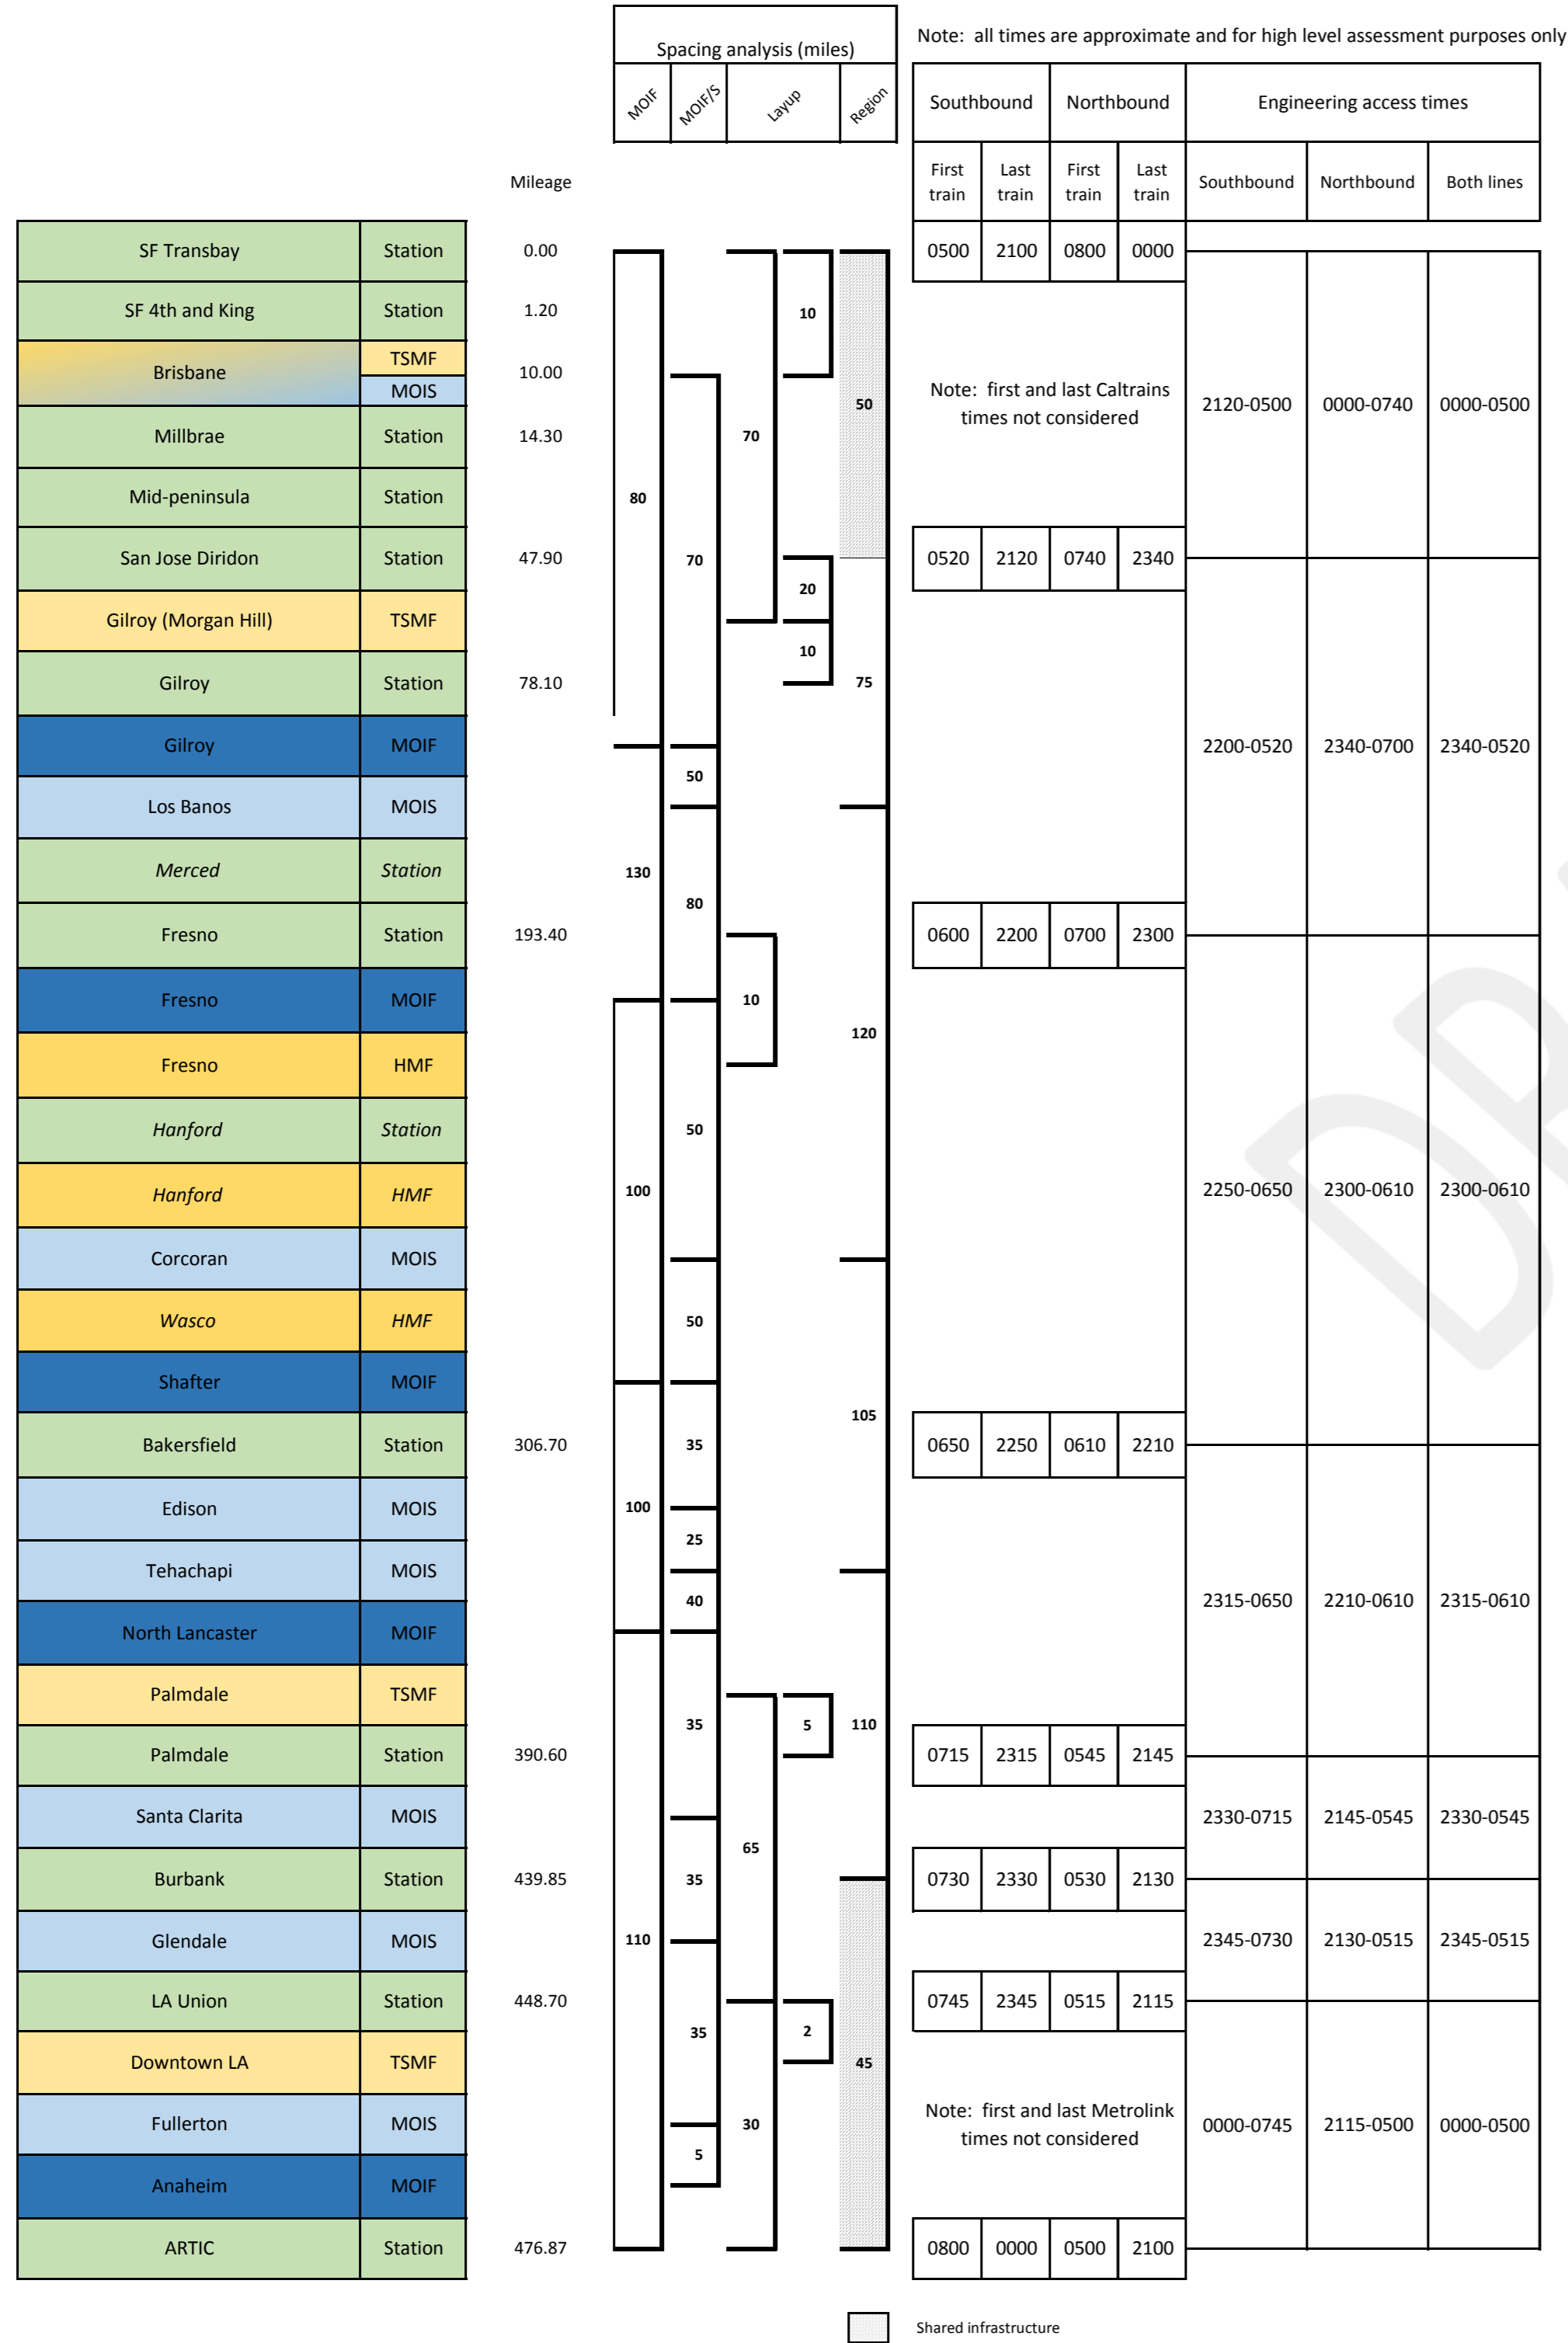 Spacing analysis (miles)
Note: all times are approximate and for high level assessment purposes only
MOIF MOIF/S Layup Region
Southbound Northbound Engineering access times
Mileage
First train Last train First train Last train Southbound Northbound Both lines
SF Transbay Station 0.00 0500 2100 0800 0000
SF 4th and King Station 1.20 10
Brisbane TSMF MOIS 10.00
Note: first and last Caltrains
times not considered
50 2120-0500 0000-0740 0000-0500
Millbrae Station 14.30 70
Mid-peninsula Station 80
San Jose Diridon Station 47.90 70 0520 2120 0740 2340
20
Gilroy (Morgan Hill) TSMF
10
Gilroy Station 78.10 75
Gilroy MOIF 2200-0520 2340-0700 2340-0520
50
Los Banos MOIS
Merced Station 130
80
Fresno Station 193.40 0600 2200 0700 2300
Fresno MOIF 10
120
Fresno HMF
Hanford Station 50
Hanford HMF 100 2250-0650 2300-0610 2300-0610
Corcoran MOIS
Wasco HMF 50
Shafter MOIF
105
Bakersfield Station 306.70 35 0650 2250 0610 2210
Edison MOIS 100
25
Tehachapi MOIS
40 2315-0650 2210-0610 2315-0610
North Lancaster MOIF
Palmdale TSMF
35 5 110
Palmdale Station 390.60 0715 2315 0545 2145
Santa Clarita MOIS 2330-0715 2145-0545 2330-0545
65
Burbank Station 439.85 35 0730 2330 0530 2130
Glendale MOIS 110 2345-0730 2130-0515 2345-0515
LA Union Station 448.70 0745 2345 0515 2115
35 2
Downtown LA TSMF 45
Note: first and last Metrolink
times not considered
Fullerton MOIS 30 0000-0745 2115-0500 0000-0500
5
Anaheim MOIF
ARTIC Station 476.87 0800 0000 0500 2100
Shared infrastructure